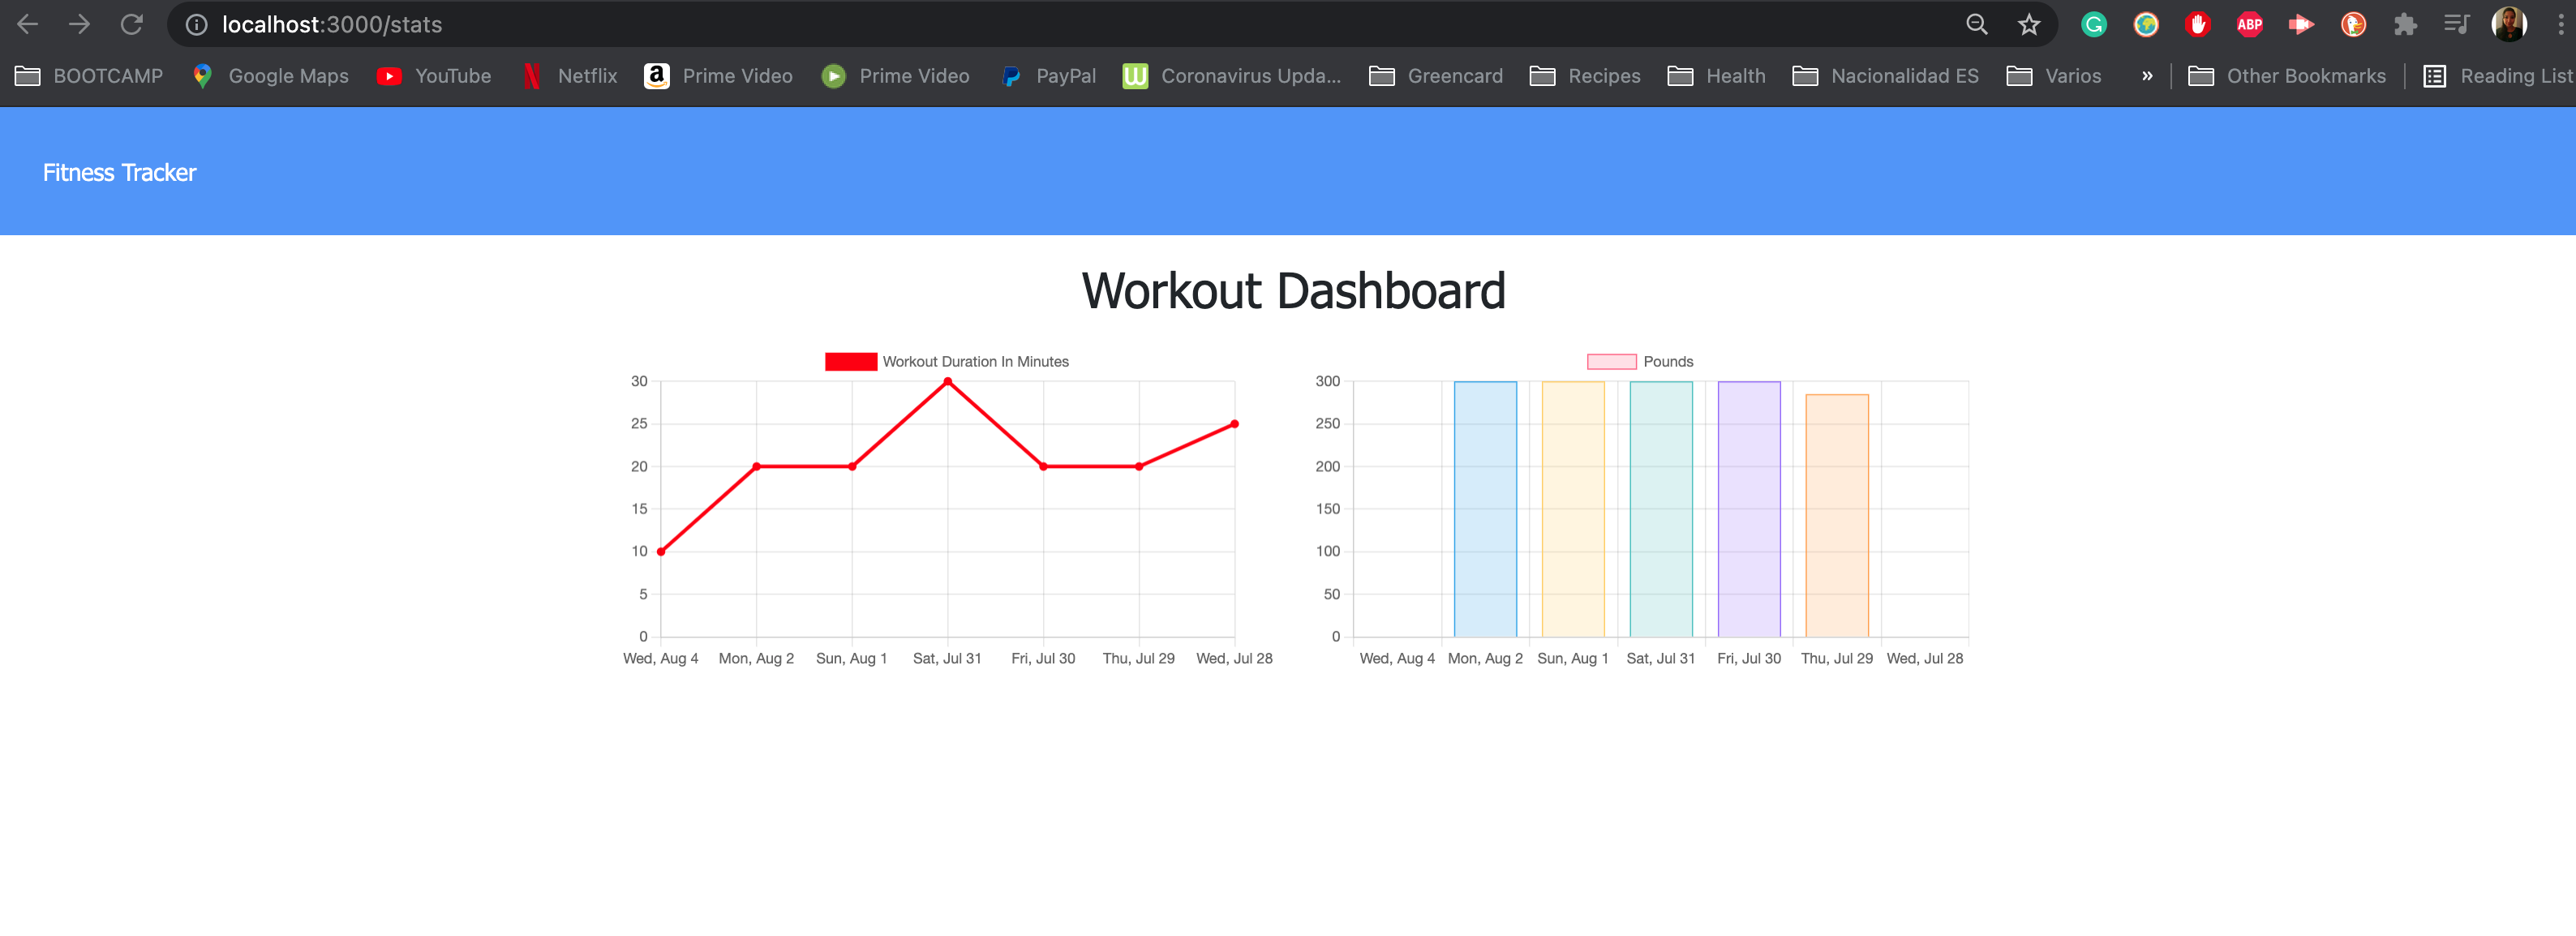 localhost:3000/stats
ABP
BOOTCAMP Google Maps YouTube Netflix Prime Video Prime Video PayPal Coronavirus Upda... Greencard Recipes Health Nacionalidad ES Varios » Other Bookmarks Reading List
Fitness Tracker
Workout Dashboard
Workout Duration In Minutes
30
25
20
15
10
5
0
Wed, Aug 4 Mon, Aug 2 Sun, Aug 1 Sat, Jul 31 Fri, Jul 30 Thu, Jul 29 Wed, Jul 28
Pounds
300
250
200
150
100
50
0
Wed, Aug 4 Mon, Aug 2 Sun, Aug 1 Sat, Jul 31 Fri, Jul 30 Thu, Jul 29 Wed, Jul 28